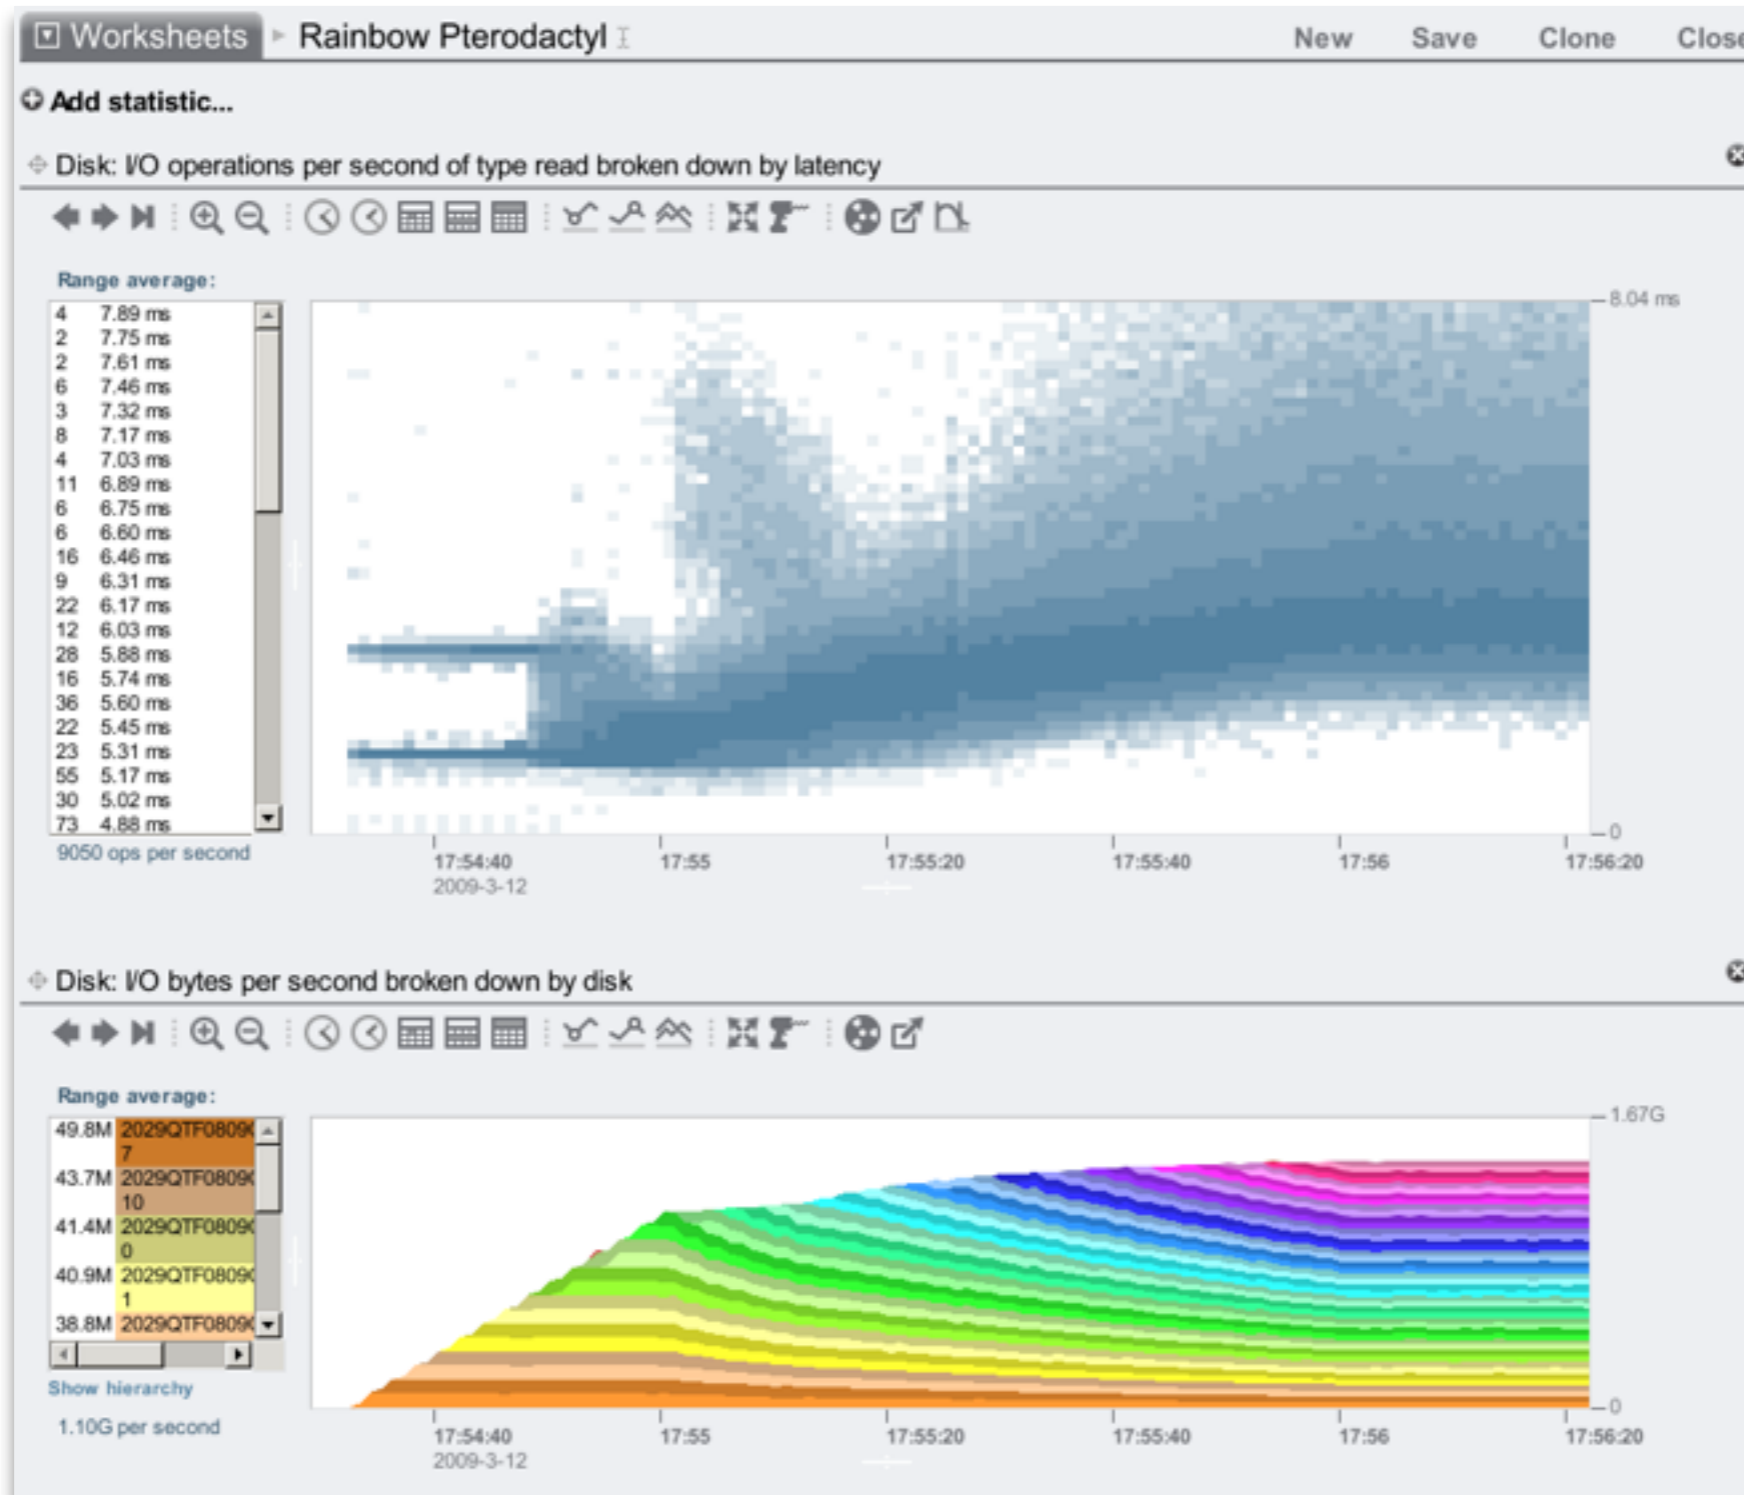 Worksheets Rainbow Pterodactyl New Save Clone Close
Add statistic...
Disk: I/O operations per second of type read broken down by latency
Range average:
4 7.89 ms
2 7.75 ms
2 7.61 ms
6 7.46 ms
3 7.32 ms
8 7.17 ms
4 7.03 ms
11 6.89 ms
6 6.75 ms
6 6.60 ms
16 6.46 ms
9 6.31 ms
22 6.17 ms
12 6.03 ms
28 5.88 ms
16 5.74 ms
36 5.60 ms
22 5.45 ms
23 5.31 ms
55 5.17 ms
30 5.02 ms
73 4.88 ms
9050 ops per second
8.04 ms
0
17:54:40 17:55 17:55:20 17:55:40 17:56 17:56:20
2009-3-12
Disk: I/O bytes per second broken down by disk
Range average:
49.8M 2029QTF0809
7
43.7M 2029QTF0809
10
41.4M 2029QTF0809
0
40.9M 2029QTF0809
1
38.8M 2029QTF0809
Show hierarchy
1.10G per second
1.67G
0
17:54:40 17:55 17:55:20 17:55:40 17:56 17:56:20
2009-3-12